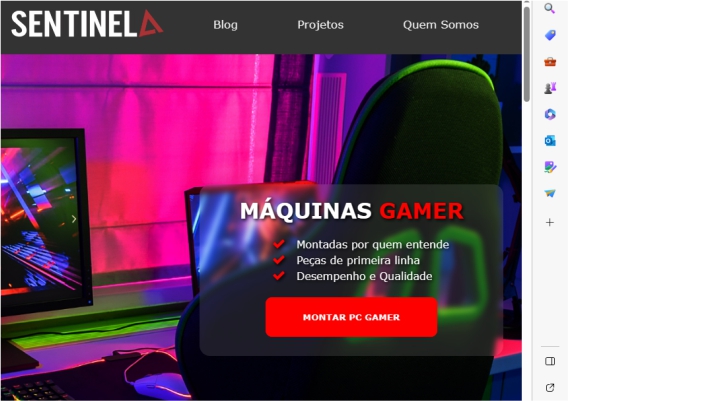 SENTINELA
Blog
Projetos
Quem Somos
MÁQUINAS GAMER
Montadas por quem entende
Peças de primeira linha
Desempenho e Qualidade
MONTAR PC GAMER